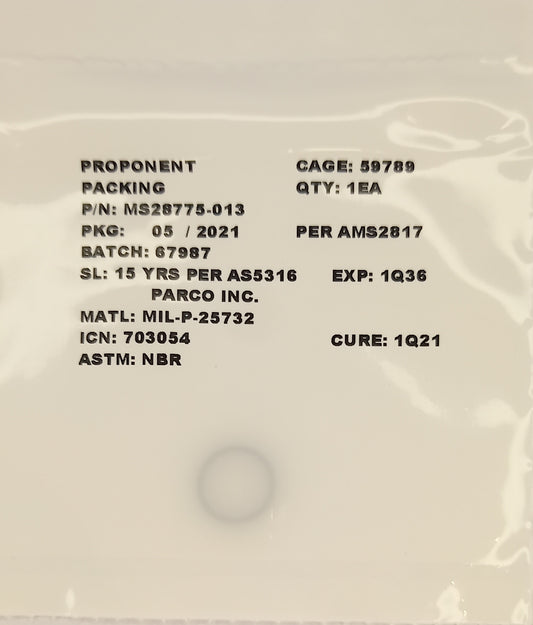 PROPONENT CAGE: 59789
PACKING QTY: 1EA
P/N: MS28775-013
PKG: 05 / 2021 PER AMS2817
BATCH: 67987
SL: 15 YRS PER AS5316 EXP: 1Q36
PARCO INC.
MATL: MIL-P-25732
ICN: 703054 CURE: 1Q21
ASTM: NBR